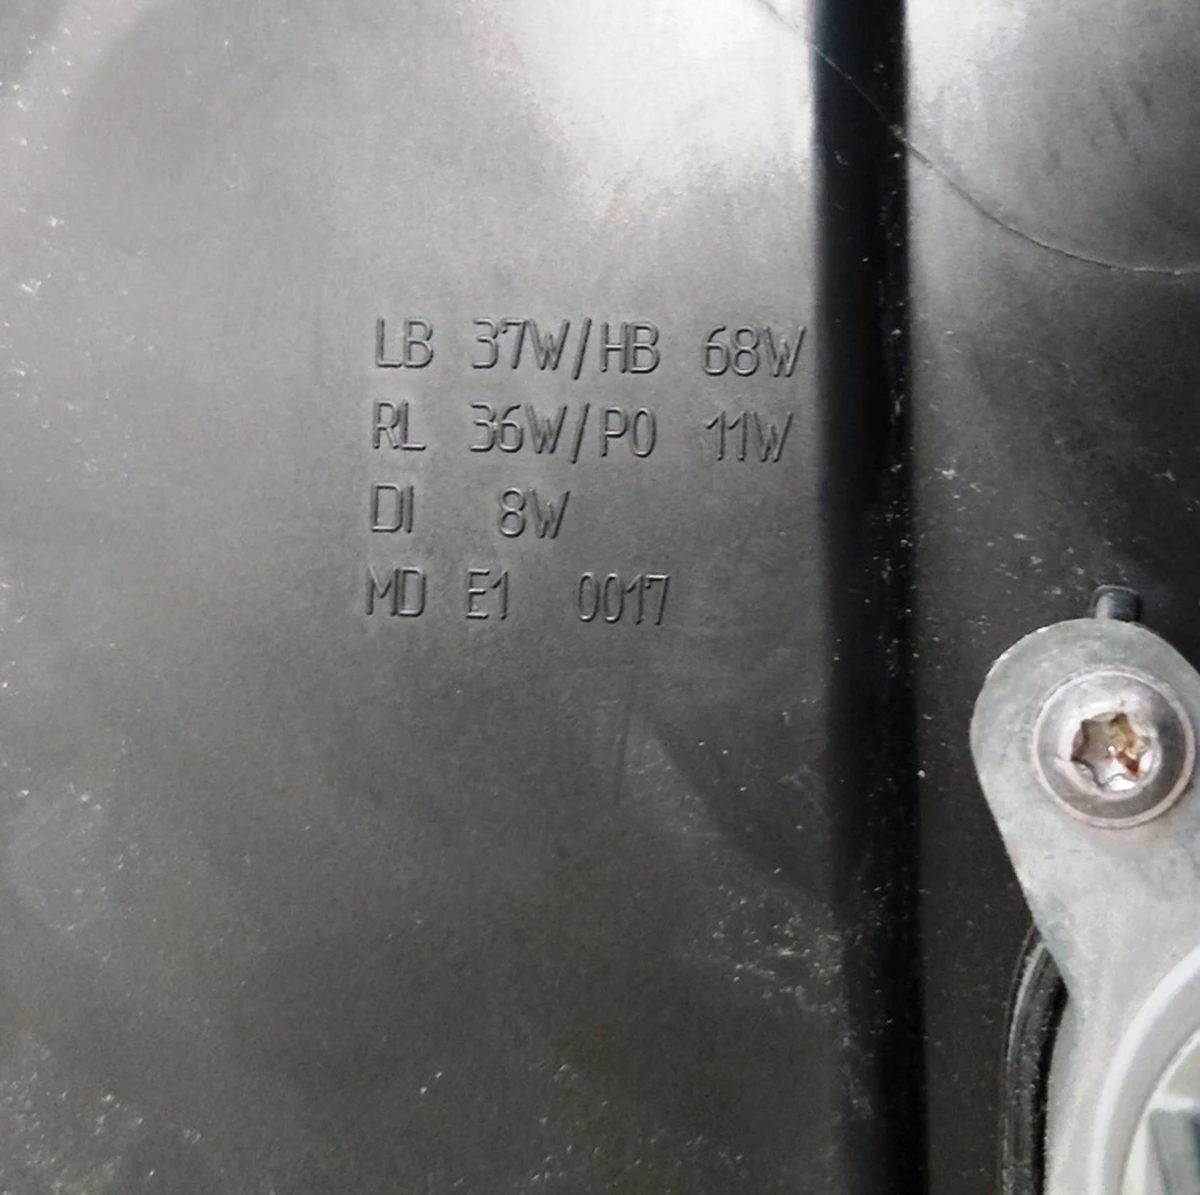 LB 37W/HB 68W
RL 36W/PO 11W
DI 8W
MD E1 0017